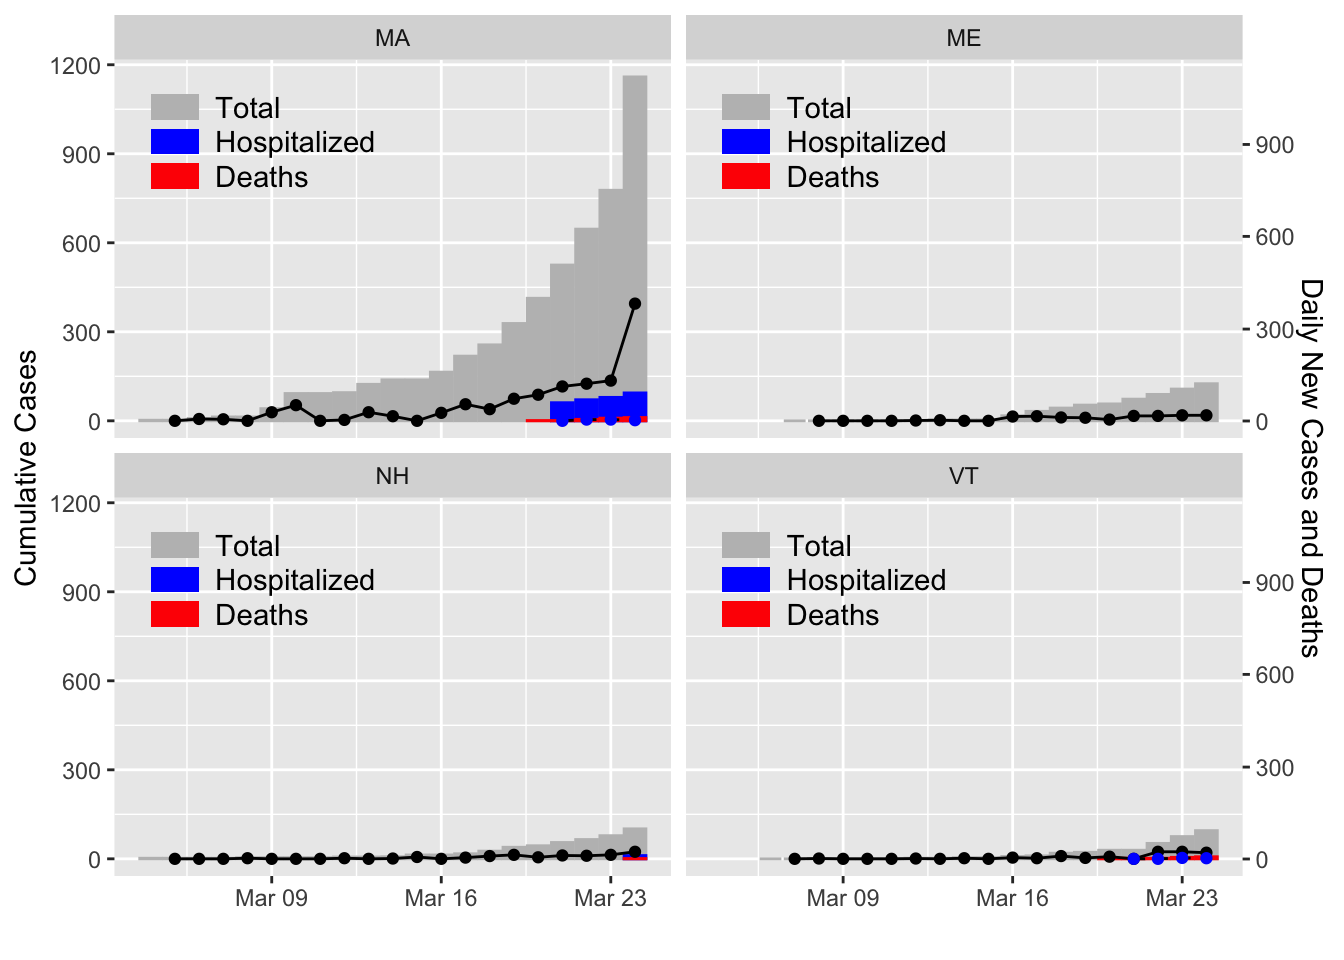 MA
ME
1200
900
600
300
0
Total
Hospitalized
Deaths
Total
Hospitalized
Deaths
900
600
300
0
NH
VT
1200
900
600
300
0
Total
Hospitalized
Deaths
Total
Hospitalized
Deaths
900
600
300
0
Mar 09
Mar 16
Mar 23
Mar 09
Mar 16
Mar 23
Cumulative Cases
Daily New Cases and Deaths